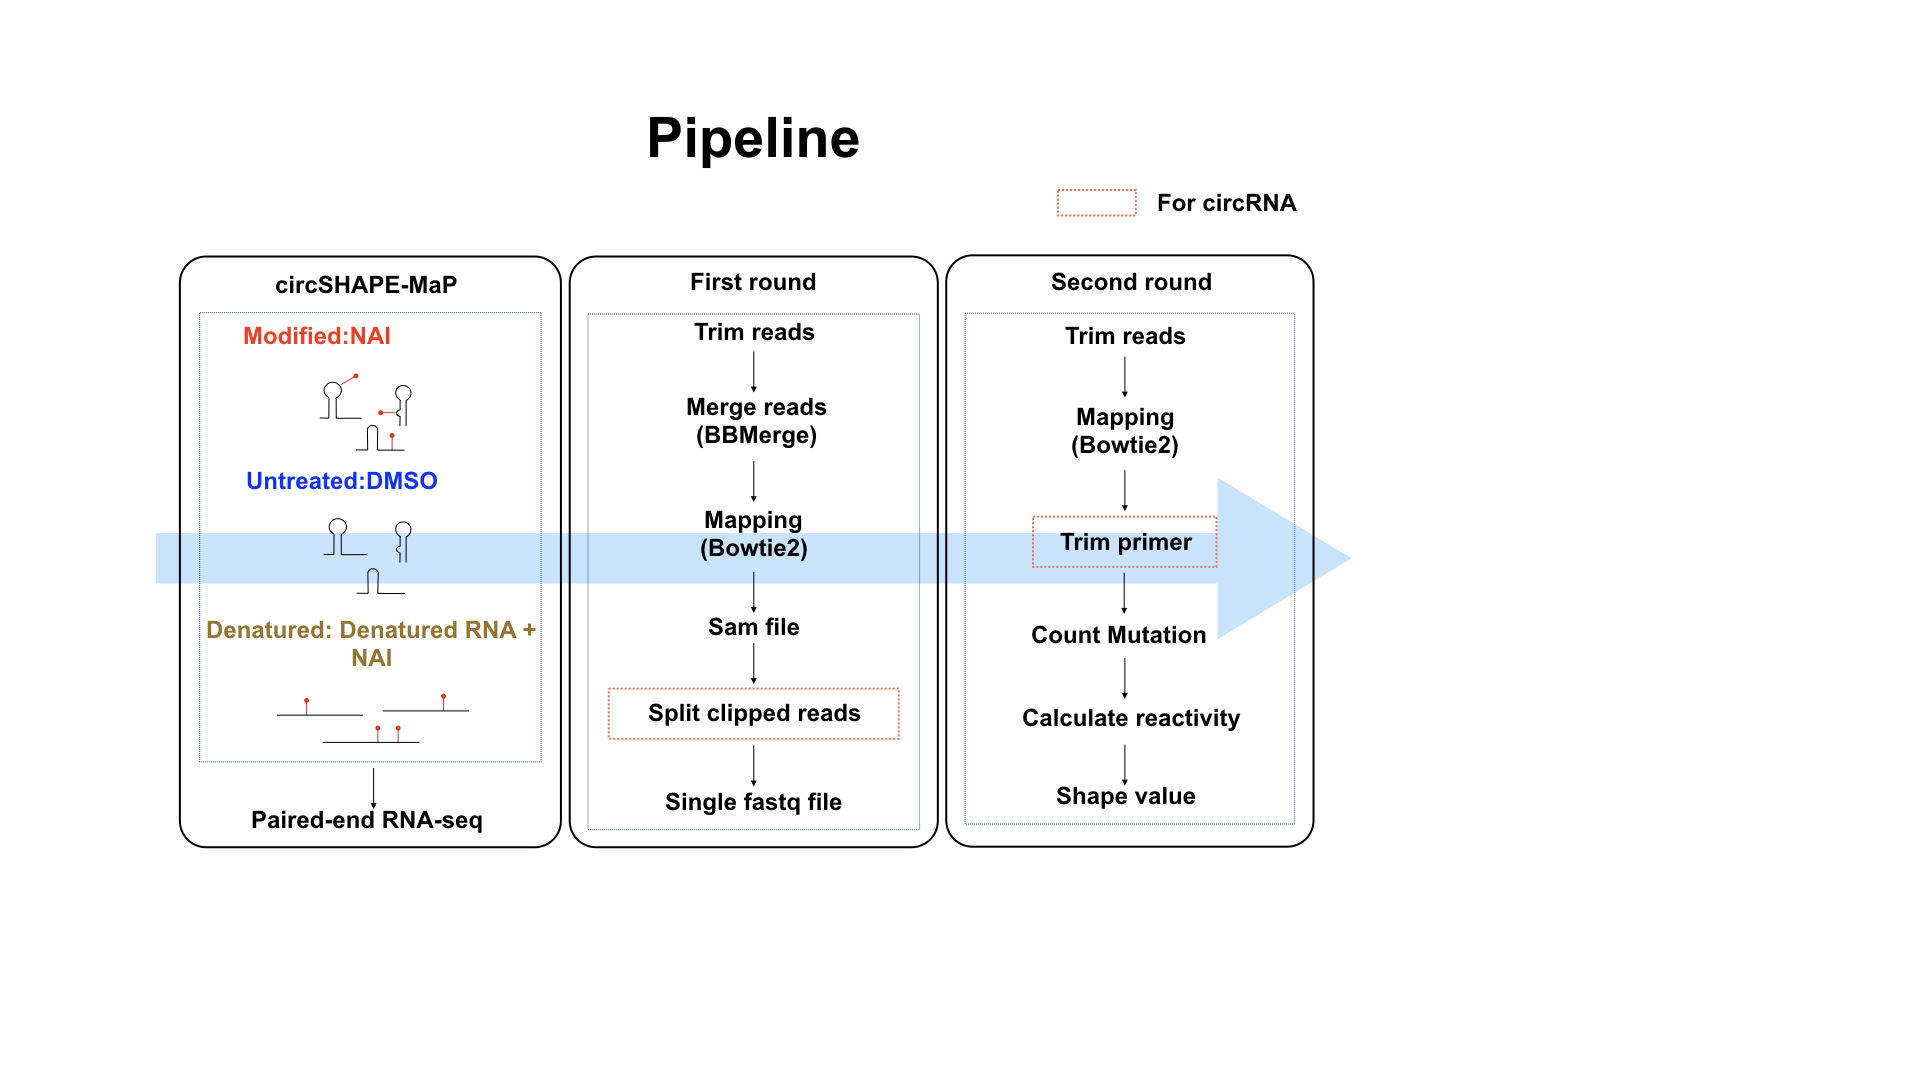 Pipeline
For circRNA
circSHAPE-MaP
Modified:NAI
Untreated:DMSO
Denatured: Denatured RNA +
NAI
Paired-end RNA-seq
First round
Trim reads
Merge reads
(BBMerge)
Mapping
(Bowtie2)
Sam file
Split clipped reads
Single fastq file
Second round
Trim reads
Mapping
(Bowtie2)
Trim primer
Count Mutation
Calculate reactivity
Shape value